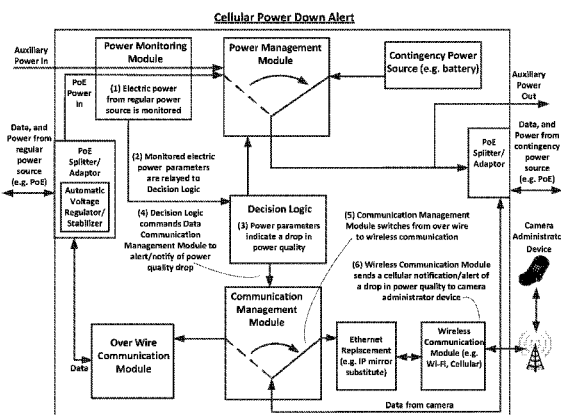 Cellular Power Down Alert
Auxiliary
Power In
Power Monitoring
Module
(1) Electric power
from regular power
source is monitored
PoE
Power
In
Power Management
Module
Contingency Power
Source (e.g. battery)
Auxiliary
Power
Out
Data, and
Power from
regular
power
source
(e.g. PoE)
PoE
Splitter/
Adaptor
Automatic
Voltage
Regulator/
Stabilizer
(2) Monitored electric
power parameters
are relayed to
Decision Logic
PoE
Splitter/
Adaptor
Data, and
Power from
contingency
power
source
(e.g. PoE)
(4) Decision Logic
commands Data
Communication
Management Module to
alert/notify of power
quality drop
Decision Logic
(3) Power parameters
indicate a drop in
power quality
(5) Communication Management
Module switches from over wire
to wireless communication
(6) Wireless Communication Module
sends a cellular notification/alert of
a drop in power quality to camera
administrator device
Camera
Administrator
Device
Communication
Management Module
Over Wire
Communication
Module
Data
Ethernet
Replacement
(e.g. IP mirror
substitute)
Wireless
Communication
Module (e.g.
Wi-Fi, Cellular)
Data from camera